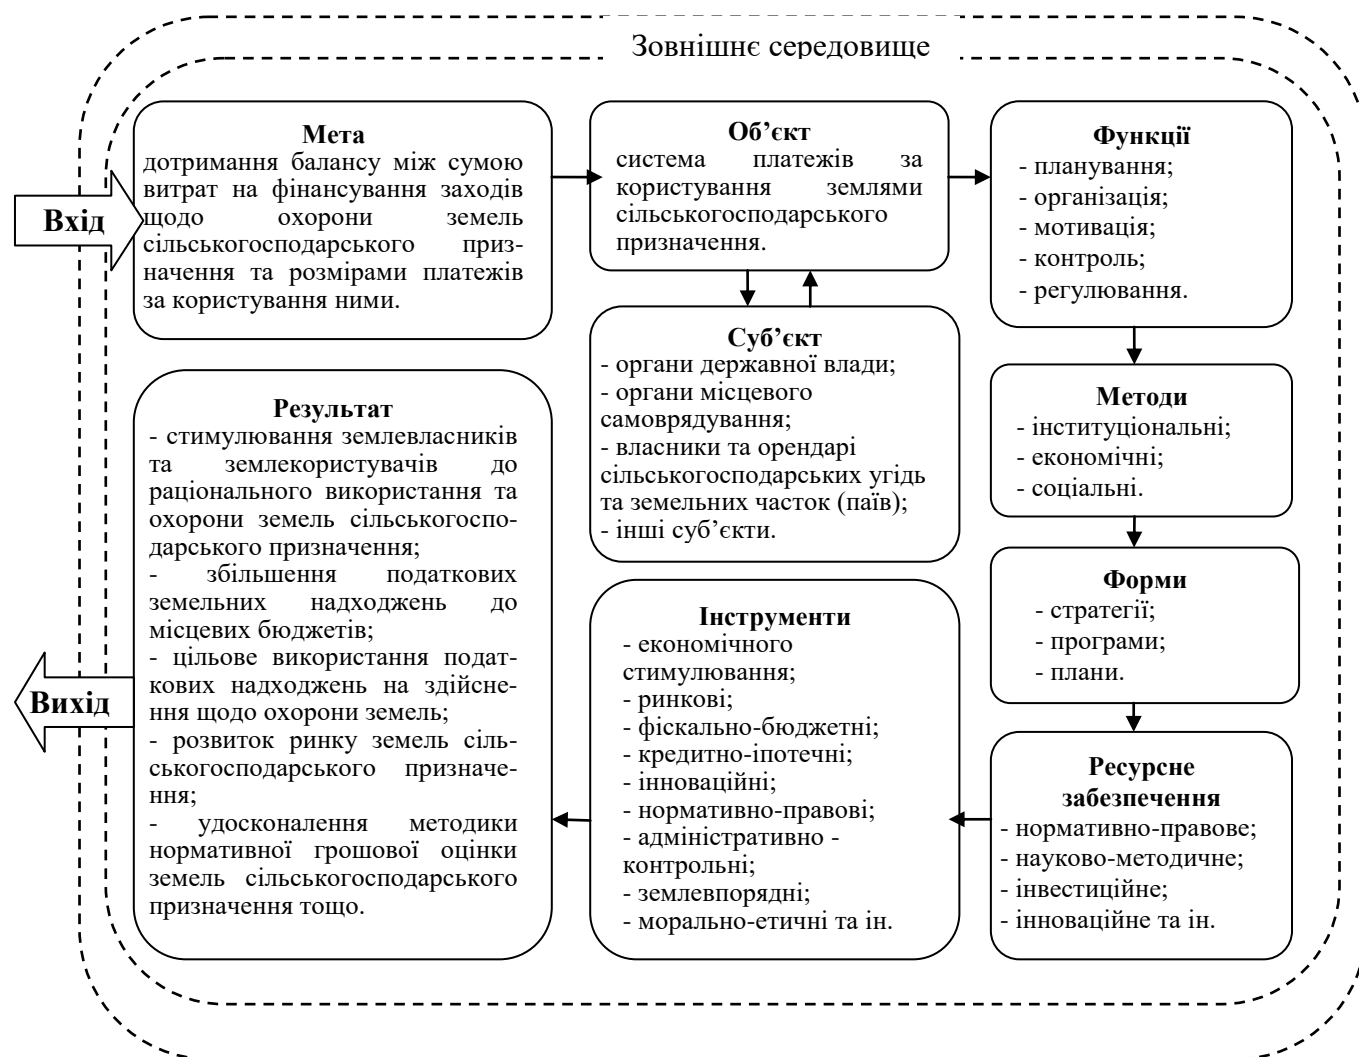 Зовнішнє середовище
Вхід
Мета
дотримання балансу між сумою
витрат на фінансування заходів
щодо охорони земель
сільськогосподарського приз-
начення та розмірами платежів
за користування ними.
Об’єкт
система платежів за
користування землями
сільськогосподарського
призначення.
Суб’єкт
- органи державної влади;
- органи місцевого
самоврядування;
- власники та орендарі
сільськогосподарських угідь
та земельних часток (паїв);
- інші суб’єкти.
Функції
- планування;
- організація;
- мотивація;
- контроль;
- регулювання.
Методи
- інституціональні;
- економічні;
- соціальні.
Форми
- стратегії;
- програми;
- плани.
Ресурсне
забезпечення
- нормативно-правове;
- науково-методичне;
- інвестиційне;
- інноваційне та ін.
Інструменти
- економічного
стимулювання;
- ринкові;
- фіскально-бюджетні;
- кредитно-іпотечні;
- інноваційні;
- нормативно-правові;
- адміністративно -
контрольні;
- землевпорядні;
- морально-етичні та ін.
Результат
- стимулювання землевласників
та землекористувачів до
раціонального використання та
охорони земель сільськогоспо-
дарського призначення;
- збільшення податкових
земельних надходжень до
місцевих бюджетів;
- цільове використання подат-
кових надходжень на здійсне-
ння щодо охорони земель;
- розвиток ринку земель сіль-
ськогосподарського призначе-
ння;
- удосконалення методики
нормативної грошової оцінки
земель сільськогосподарського
призначення тощо.
Вихід